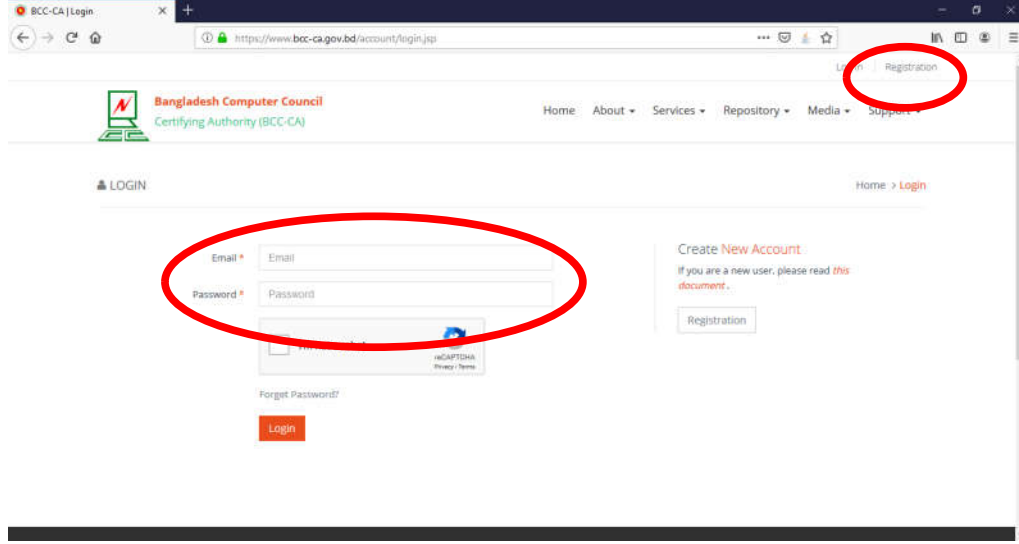 BCC-CA | Login
https://www.bcc-ca.gov.bd/account/login.jsp
Registration
Bangladesh Computer Council
Certifying Authority (BCC-CA)
Home About Services Repository Media Support
LOGIN
Home > Login
Email *
Email
Password *
Password
reCAPTCHA
Privacy - Terms
Forget Password?
Login
Create New Account
If you are a new user, please read this
document .
Registration